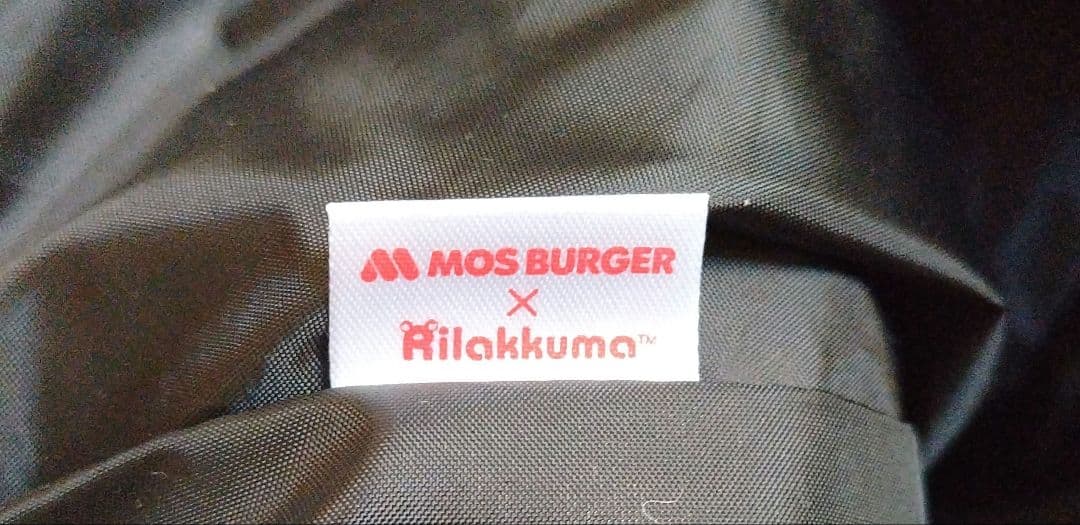 MOS BURGER
×
Rilakkuma™